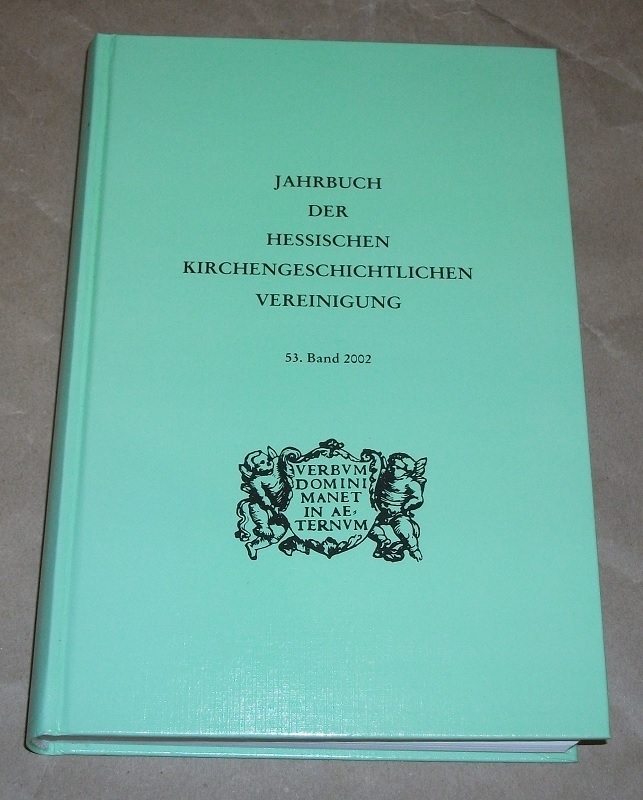 JAHRBUCH
DER
HESSISCHEN
KIRCHENGESCHICHTLICHEN
VEREINIGUNG
53. Band 2002
VERBVM
DOMINI
MANET
IN AE-
TERNVM